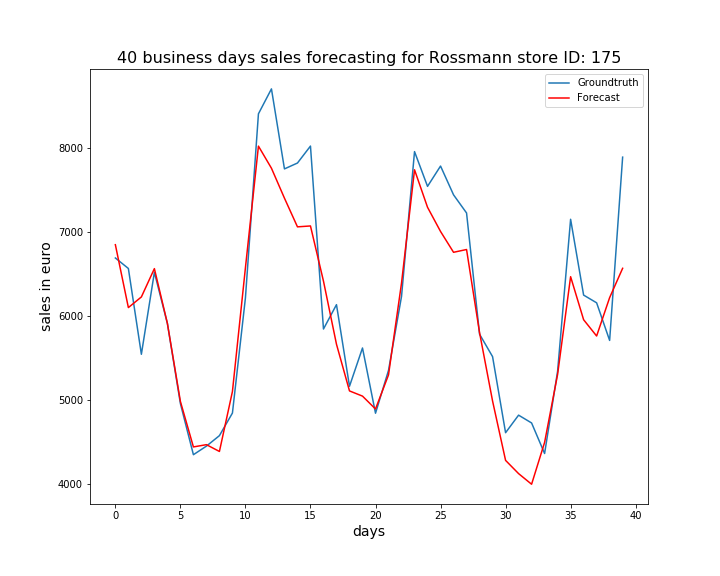 40 business days sales forecasting for Rossmann store ID: 175
Groundtruth
Forecast
8000
7000
6000
5000
4000
sales in euro
0 5 10 15 20 25 30 35 40
days